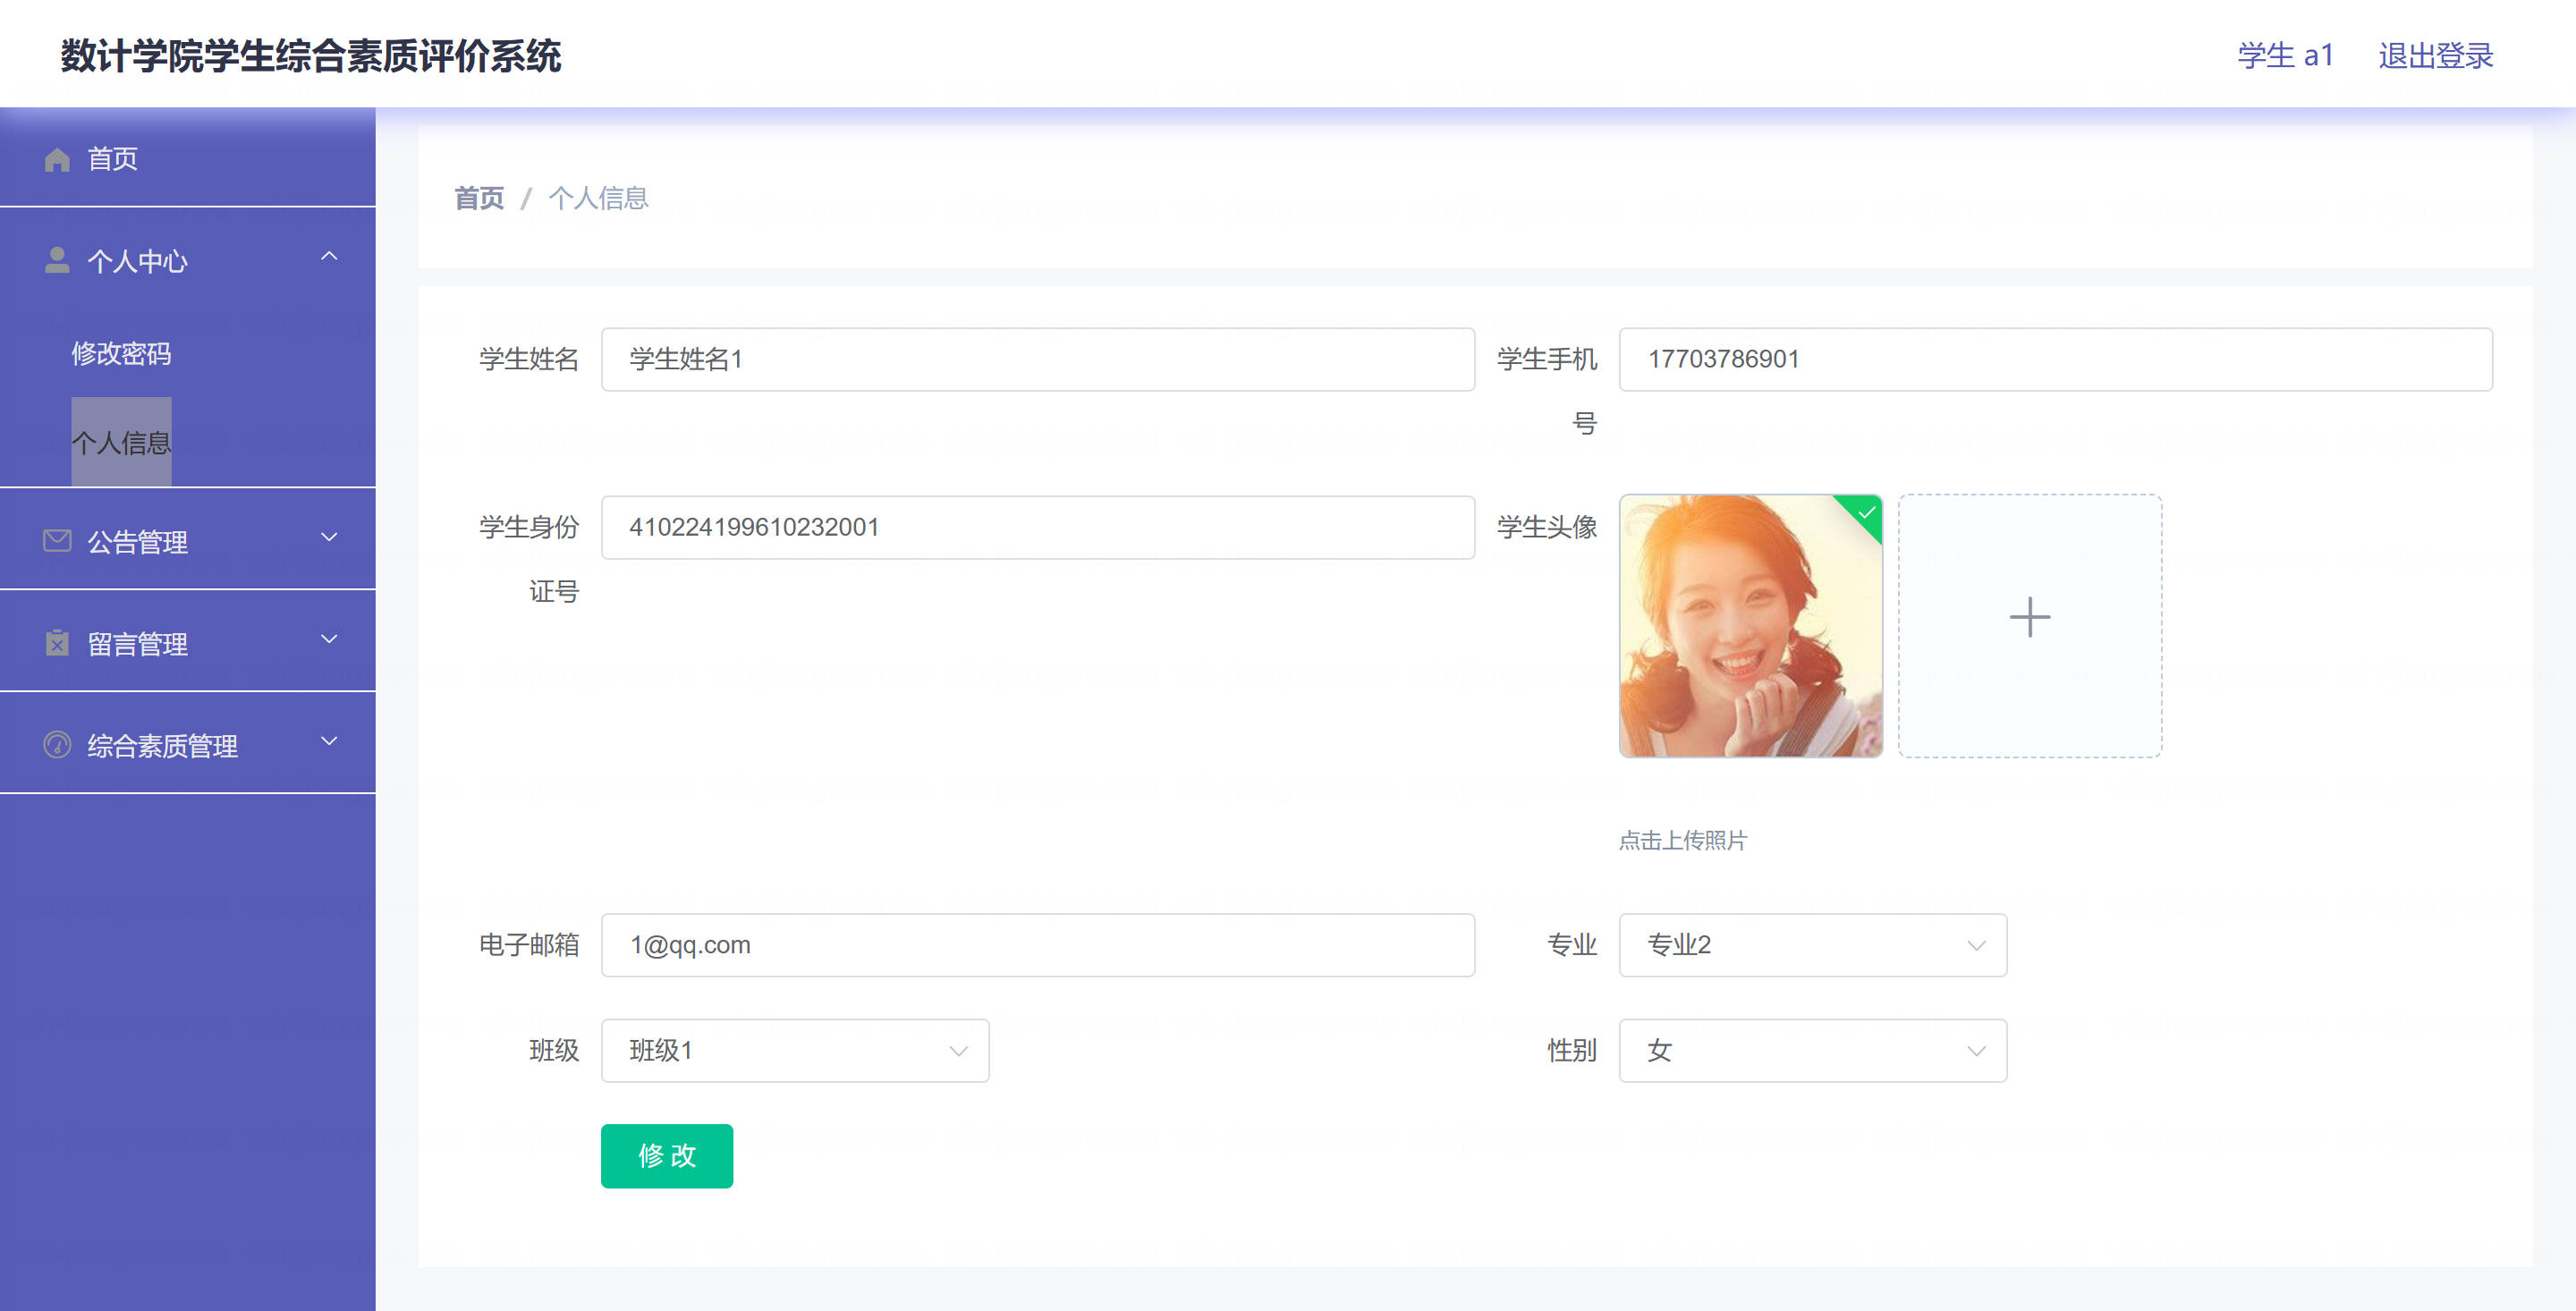 数计学院学生综合素质评价系统
学生 a1
退出登录
首页
个人中心
修改密码
个人信息
公告管理
留言管理
综合素质管理
首页 / 个人信息
学生姓名
学生姓名1
学生手机
号
17703786901
学生身份
证号
410224199610232001
学生头像
点击上传照片
电子邮箱
1@qq.com
专业
专业2
班级
班级1
性别
女
修 改